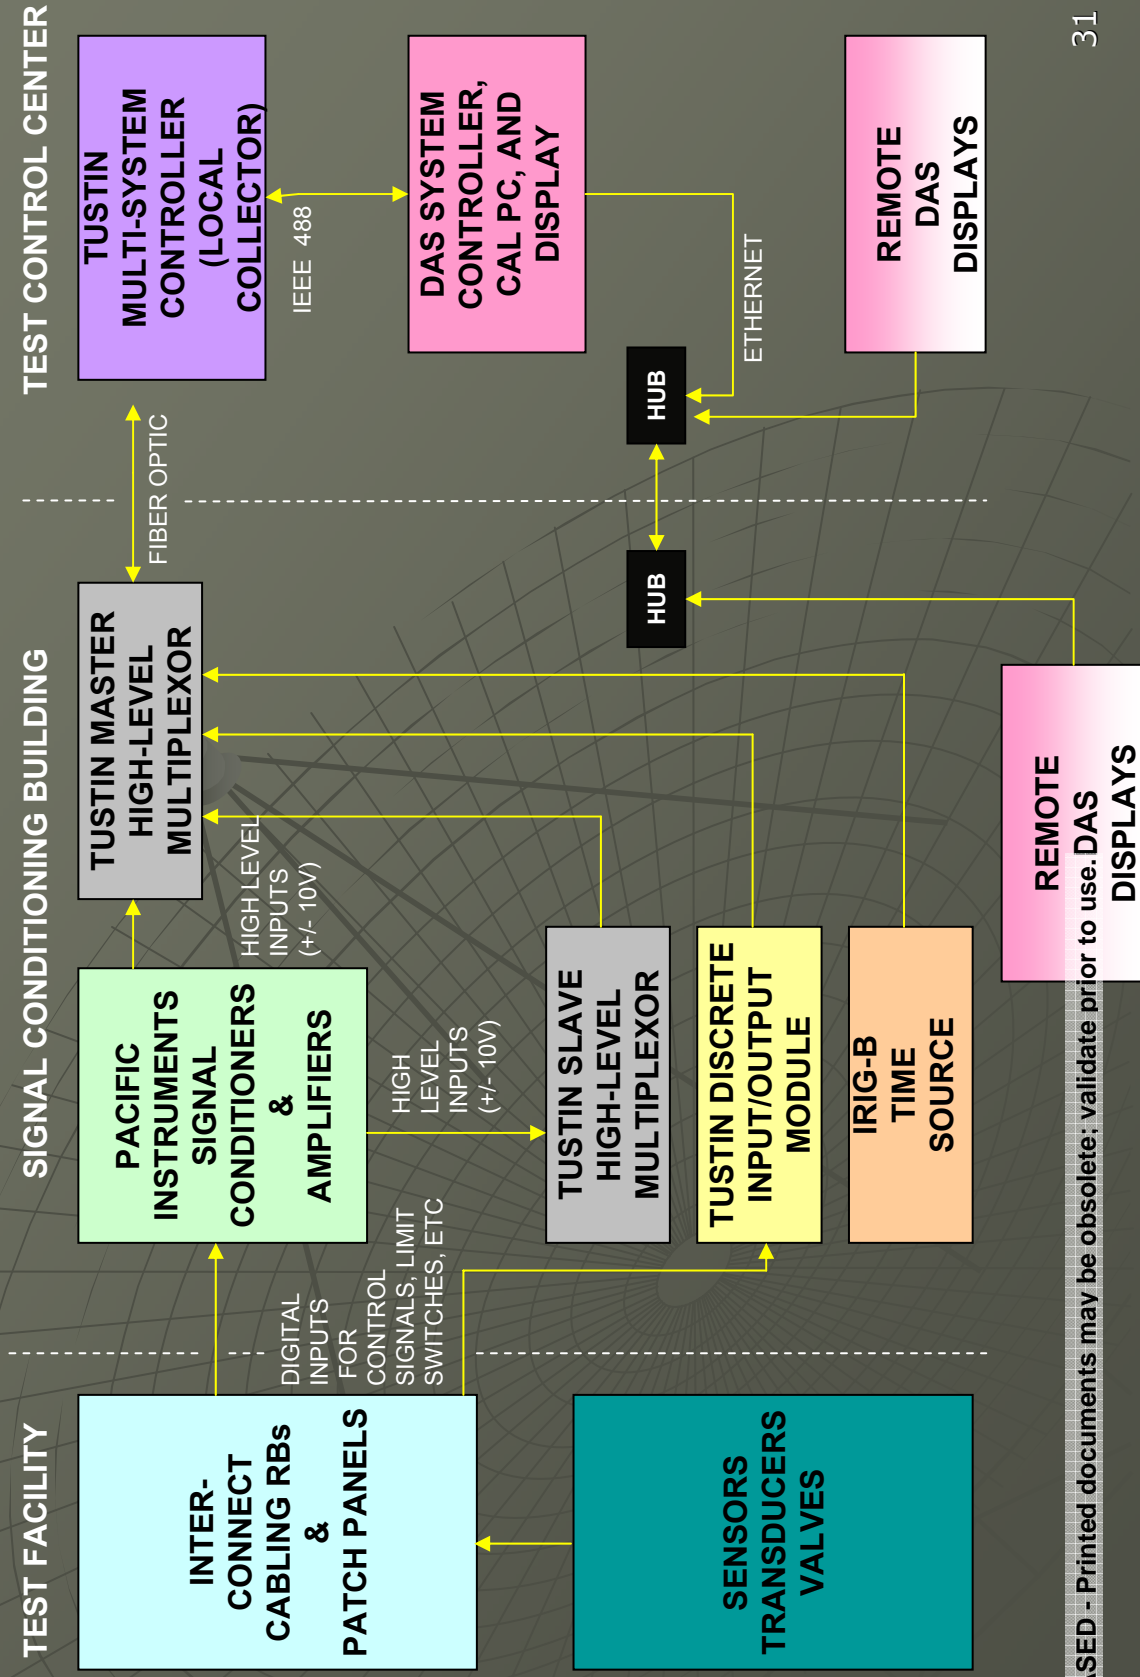 TEST FACILITY
SIGNAL CONDITIONING BUILDING
TEST CONTROL CENTER
INTER-
CONNECT
CABLING RBs
&
PATCH PANELS
SENSORS
TRANSDUCERS
VALVES
DIGITAL
INPUTS
FOR
CONTROL
SIGNALS, LIMIT
SWITCHES, ETC
PACIFIC
INSTRUMENTS
SIGNAL
CONDITIONERS
&
AMPLIFIERS
HIGH LEVEL
INPUTS
(+/- 10V)
HIGH
LEVEL
INPUTS
(+/- 10V)
TUSTIN MASTER
HIGH-LEVEL
MULTIPLEXOR
TUSTIN SLAVE
HIGH-LEVEL
MULTIPLEXOR
TUSTIN DISCRETE
INPUT/OUTPUT
MODULE
IRIG-B
TIME
SOURCE
FIBER OPTIC
HUB
HUB
REMOTE
DAS
DISPLAYS
TUSTIN
MULTI-SYSTEM
CONTROLLER
(LOCAL
COLLECTOR)
IEEE 488
DAS SYSTEM
CONTROLLER,
CAL PC, AND
DISPLAY
ETHERNET
REMOTE
DAS
DISPLAYS
SED - Printed documents may be obsolete; validate prior to use.
31